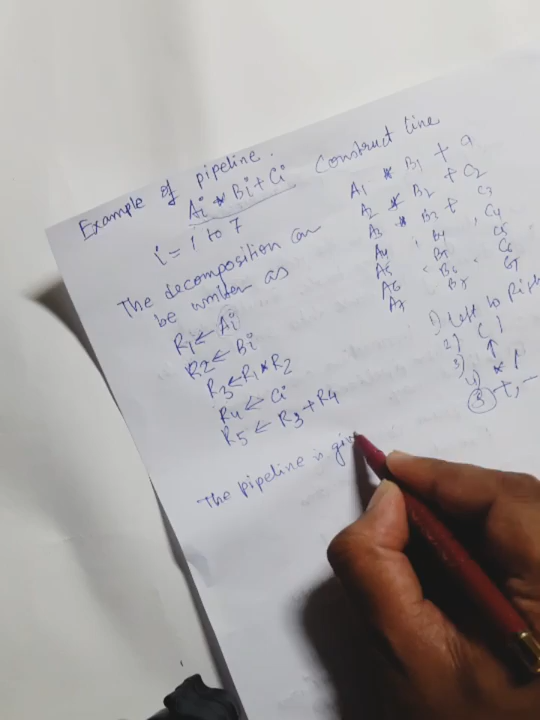 Example of pipeline.
Ai * Bi + Ci Construct line
i = 1 to 7
The decomposition can
be written as
R1 ← Ai
R2 ← Bi
R3 ← R1 * R2
R4 ← Ci
R5 ← R3 + R4
The pipeline is giv
A1 * B1 + C1
A2 * B2 + C2
A3 * B3 + C3
A4 , B4 , C4
A5 B5 C5
A6 B6 C6
A7 B7
1) Left to Righ
2) ( )
3) ↑
4) * /
5) +, -